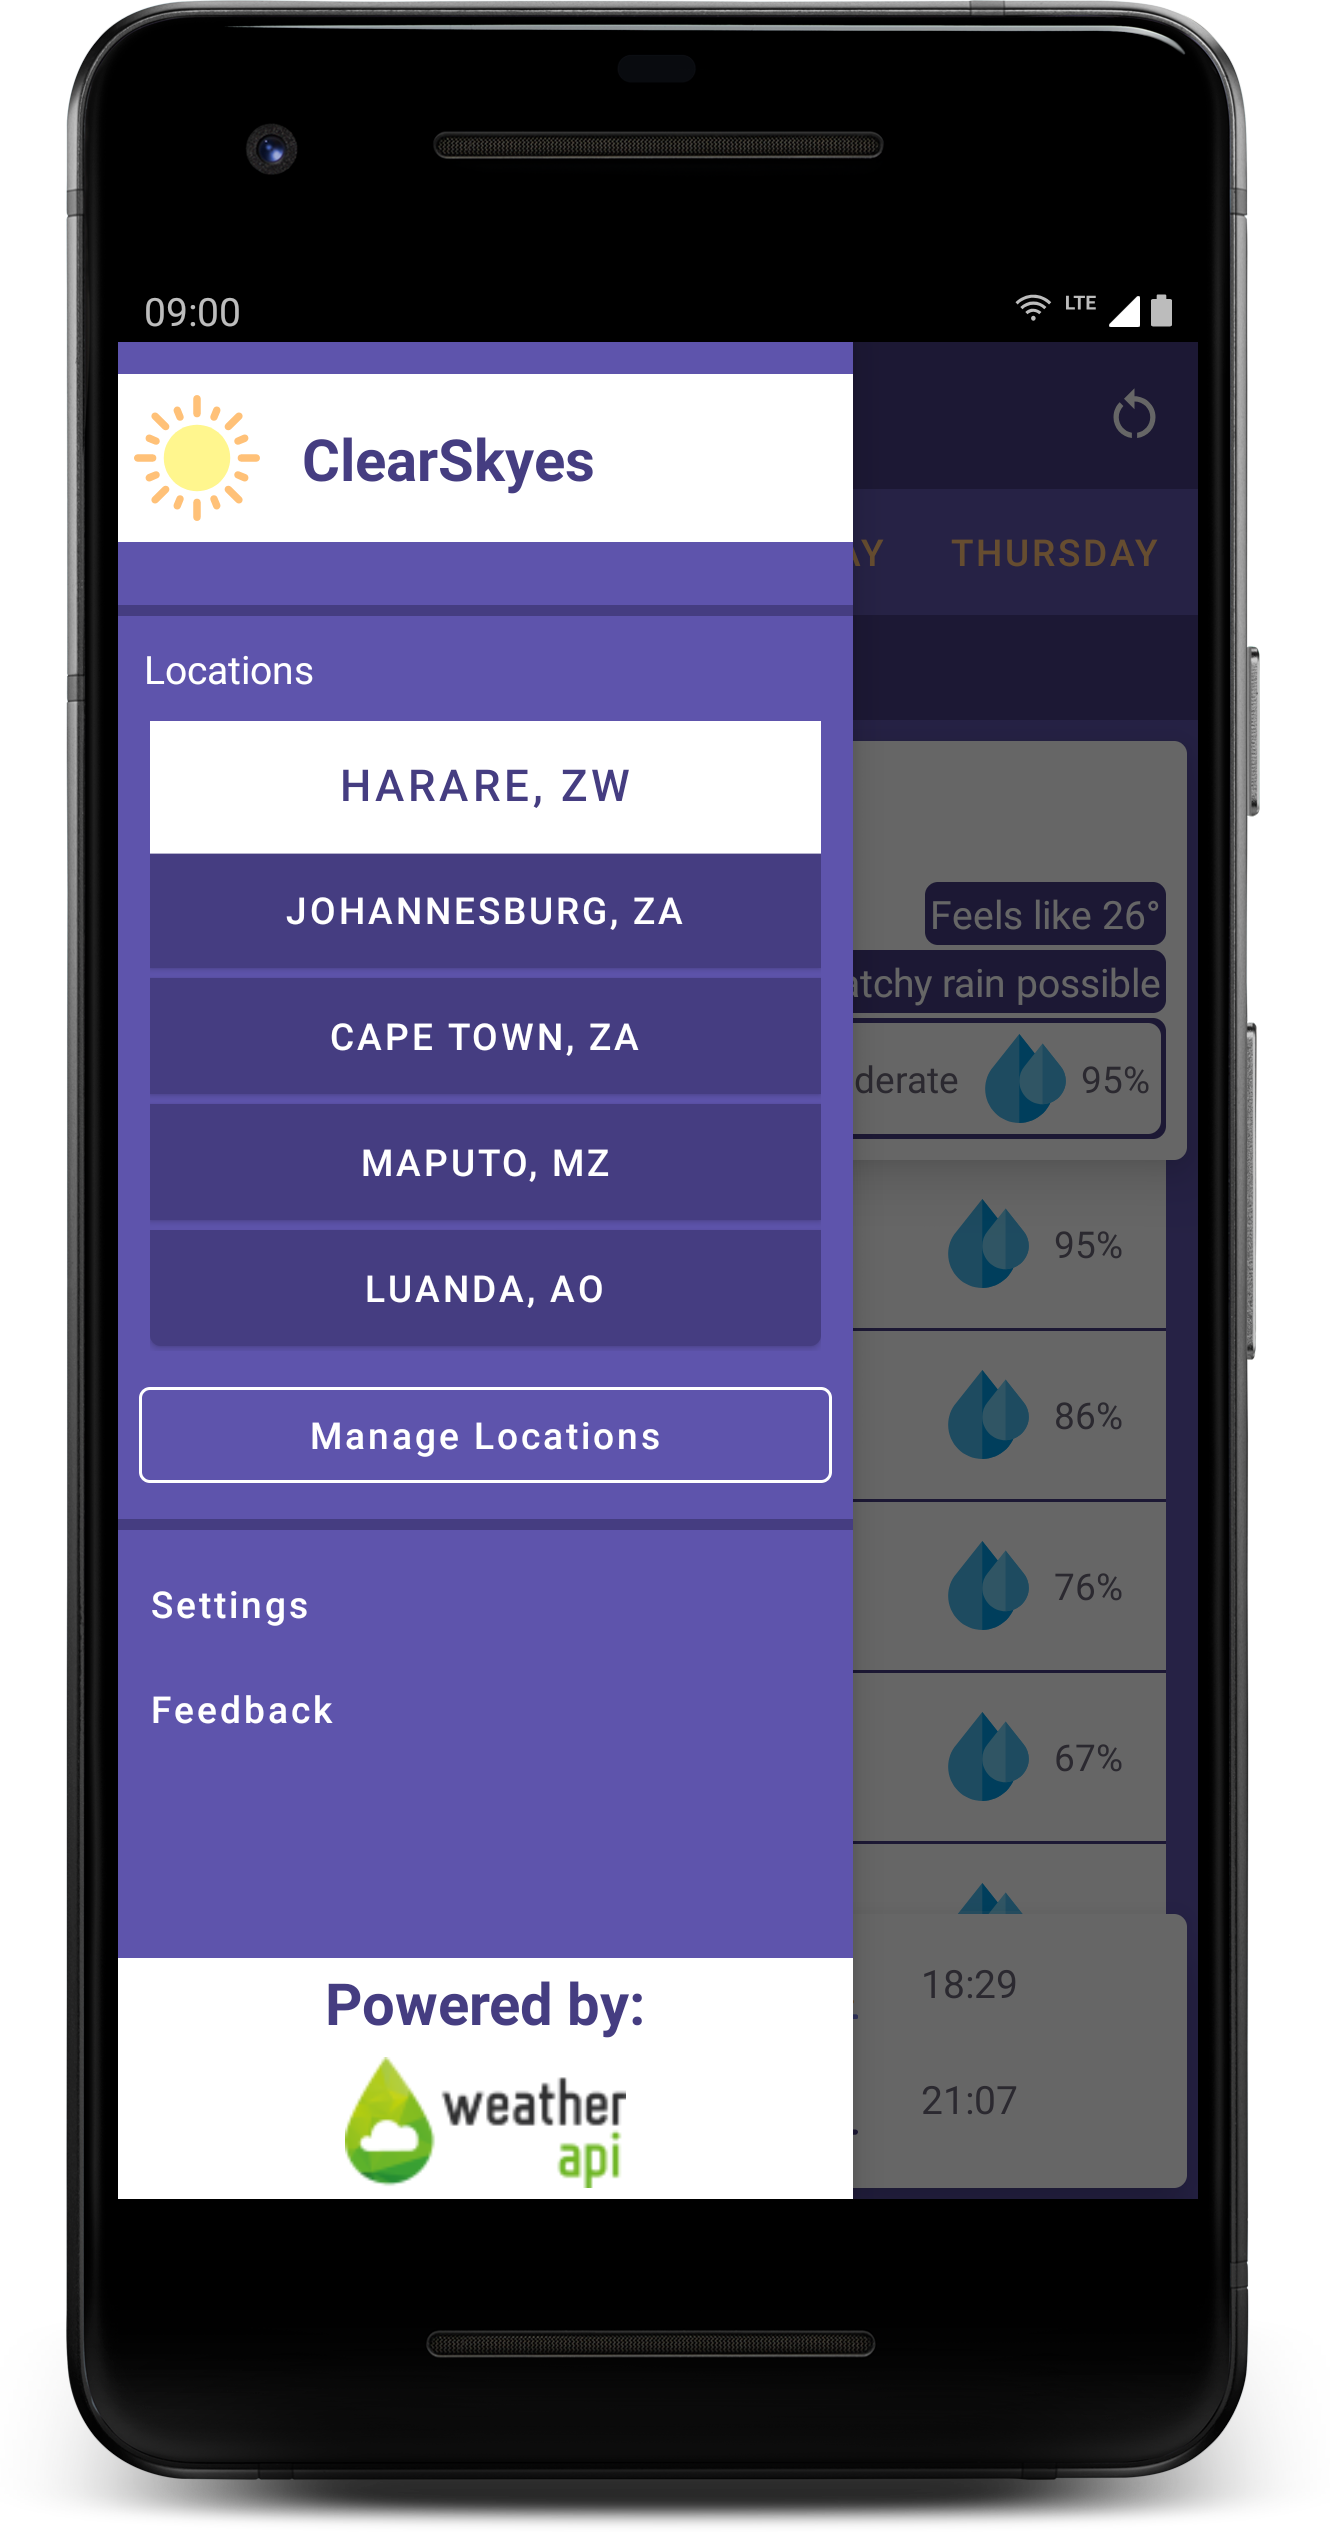 09:00
LTE
ClearSkyes
THURSDAY
Locations
HARARE, ZW
JOHANNESBURG, ZA
CAPE TOWN, ZA
MAPUTO, MZ
LUANDA, AO
Manage Locations
Settings
Feedback
Powered by:
weather
api
Feels like 26°
rain possible
95%
95%
86%
76%
67%
18:29
21:07